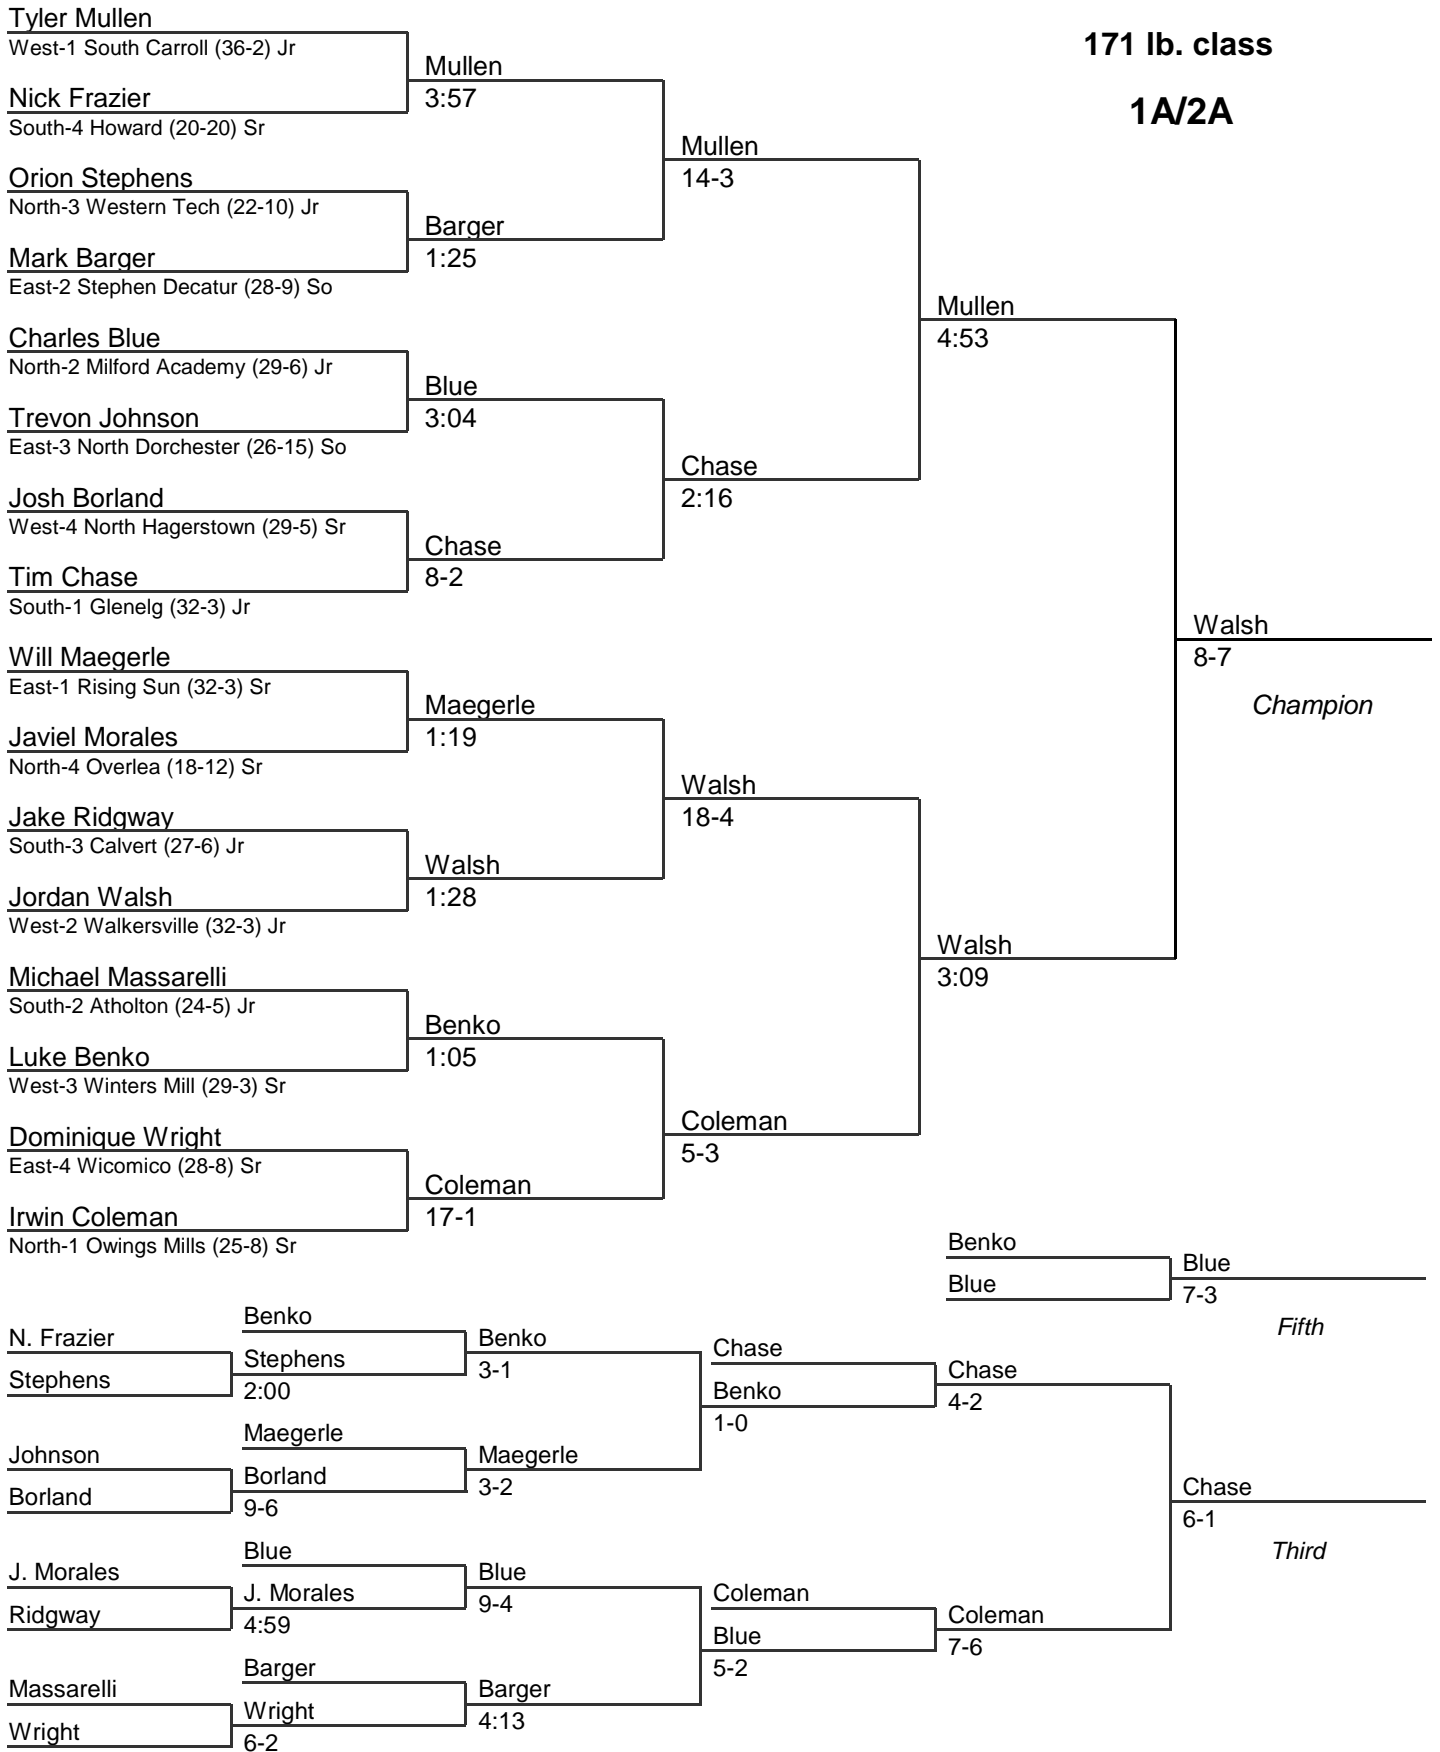 171 lb. class
1A/2A
Tyler Mullen
West-1 South Carroll (36-2) Jr
Nick Frazier
South-4 Howard (20-20) Sr
Orion Stephens
North-3 Western Tech (22-10) Jr
Mark Barger
East-2 Stephen Decatur (28-9) So
Charles Blue
North-2 Milford Academy (29-6) Jr
Trevon Johnson
East-3 North Dorchester (26-15) So
Josh Borland
West-4 North Hagerstown (29-5) Sr
Tim Chase
South-1 Glenelg (32-3) Jr
Will Maegerle
East-1 Rising Sun (32-3) Sr
Javiel Morales
North-4 Overlea (18-12) Sr
Jake Ridgway
South-3 Calvert (27-6) Jr
Jordan Walsh
West-2 Walkersville (32-3) Jr
Michael Massarelli
South-2 Atholton (24-5) Jr
Luke Benko
West-3 Winters Mill (29-3) Sr
Dominique Wright
East-4 Wicomico (28-8) Sr
Irwin Coleman
North-1 Owings Mills (25-8) Sr
Mullen
3:57
Barger
1:25
Blue
3:04
Chase
8-2
Maegerle
1:19
Walsh
1:28
Benko
1:05
Coleman
17-1
Mullen
14-3
Chase
2:16
Walsh
18-4
Coleman
5-3
Mullen
4:53
Walsh
3:09
Walsh
8-7
Champion
Benko
Blue
Blue
7-3
Fifth
N. Frazier
Stephens
Johnson
Borland
J. Morales
Ridgway
Massarelli
Wright
Benko
Stephens
2:00
Maegerle
Borland
9-6
Blue
J. Morales
4:59
Barger
Wright
6-2
Benko
3-1
Maegerle
3-2
Blue
9-4
Barger
4:13
Chase
Benko
1-0
Coleman
Blue
5-2
Chase
4-2
Coleman
7-6
Chase
6-1
Third